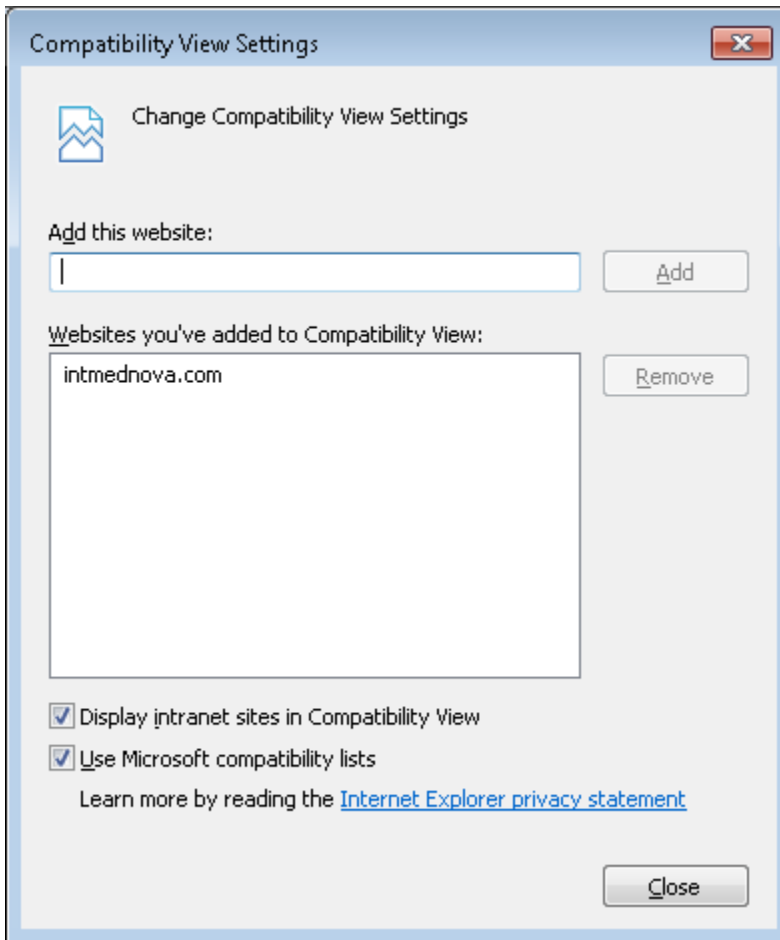 Compatibility View Settings
Change Compatibility View Settings
Add this website:
Add
Websites you've added to Compatibility View:
intmednova.com
Remove
Display intranet sites in Compatibility View
Use Microsoft compatibility lists
Learn more by reading the Internet Explorer privacy statement
Close